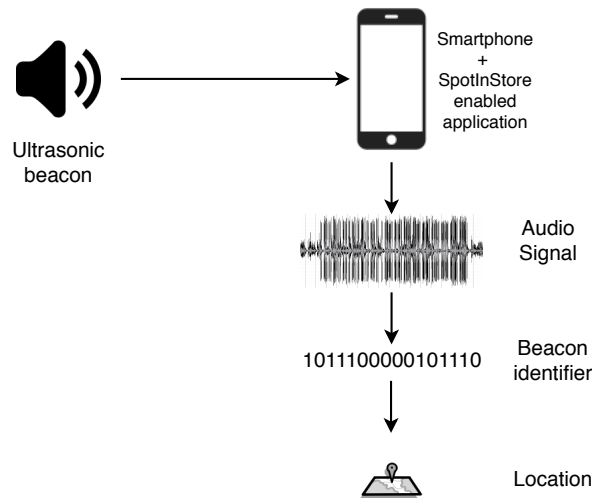 Smartphone
+
SpotInStore
enabled
application
Ultrasonic
beacon
Audio
Signal
1011100000101110
Beacon
identifier
Location